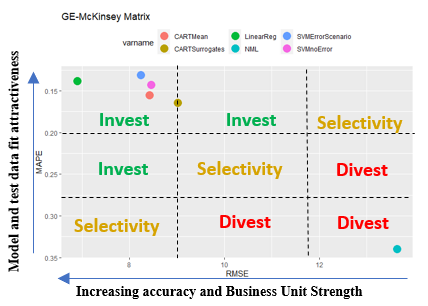 GE-McKinsey Matrix
varname
CARTMean
LinearReg
SVMErrorScenario
CARTSurrogates
NML
SVMnoError
Model and test data fit attractiveness
MAPE
0.15
0.20
0.25
0.30
0.35
Invest
Invest
Selectivity
Invest
Selectivity
Divest
Selectivity
Divest
Divest
8
10
12
RMSE
Increasing accuracy and Business Unit Strength